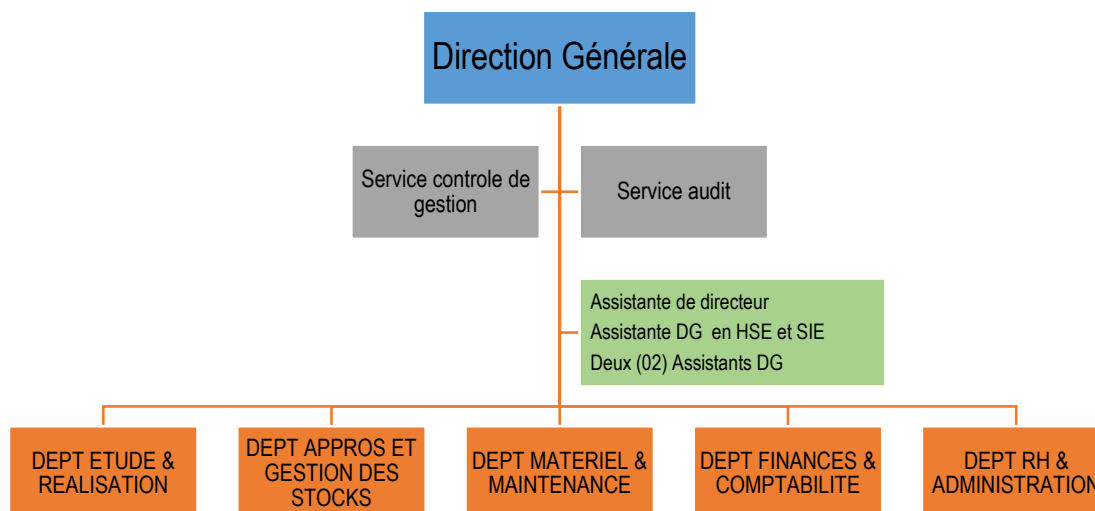 Direction Générale
Service controle de
gestion
Service audit
Assistante de directeur
Assistante DG en HSE et SIE
Deux (02) Assistants DG
DEPT ETUDE &
REALISATION
DEPT APPROS ET
GESTION DES
STOCKS
DEPT MATERIEL &
MAINTENANCE
DEPT FINANCES &
COMPTABILITE
DEPT RH &
ADMINISTRATION